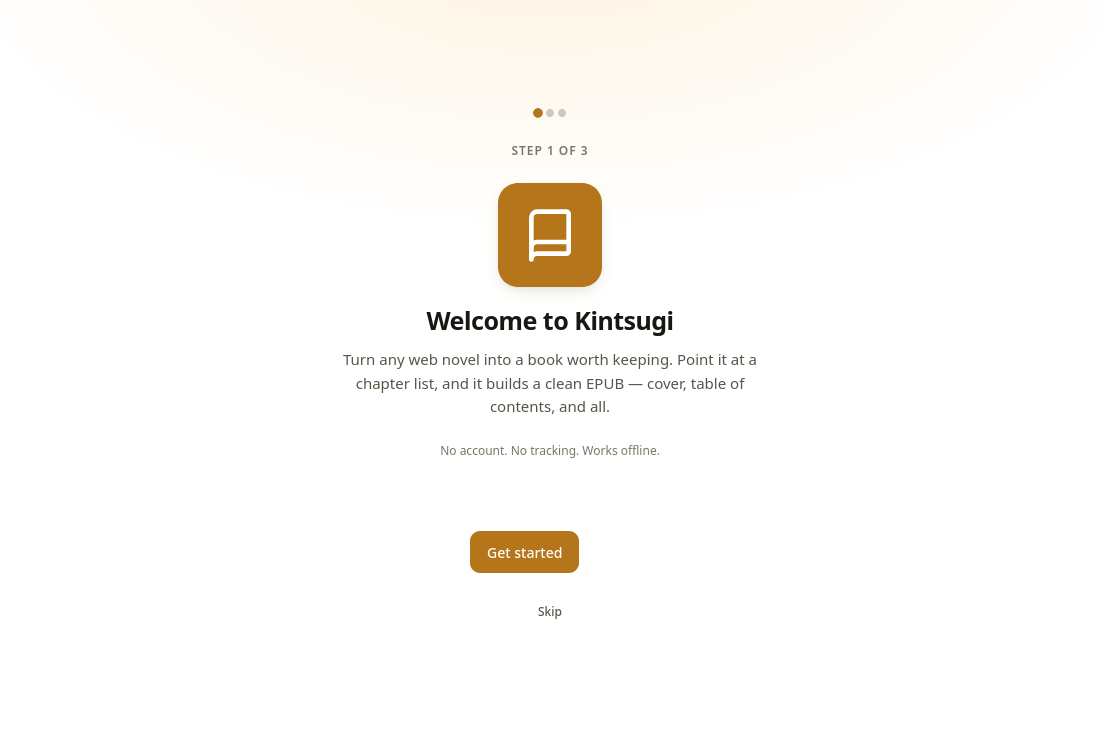 STEP 1 OF 3
Welcome to Kintsugi
Turn any web novel into a book worth keeping. Point it at a
chapter list, and it builds a clean EPUB — cover, table of
contents, and all.
No account. No tracking. Works offline.
Get started
Skip